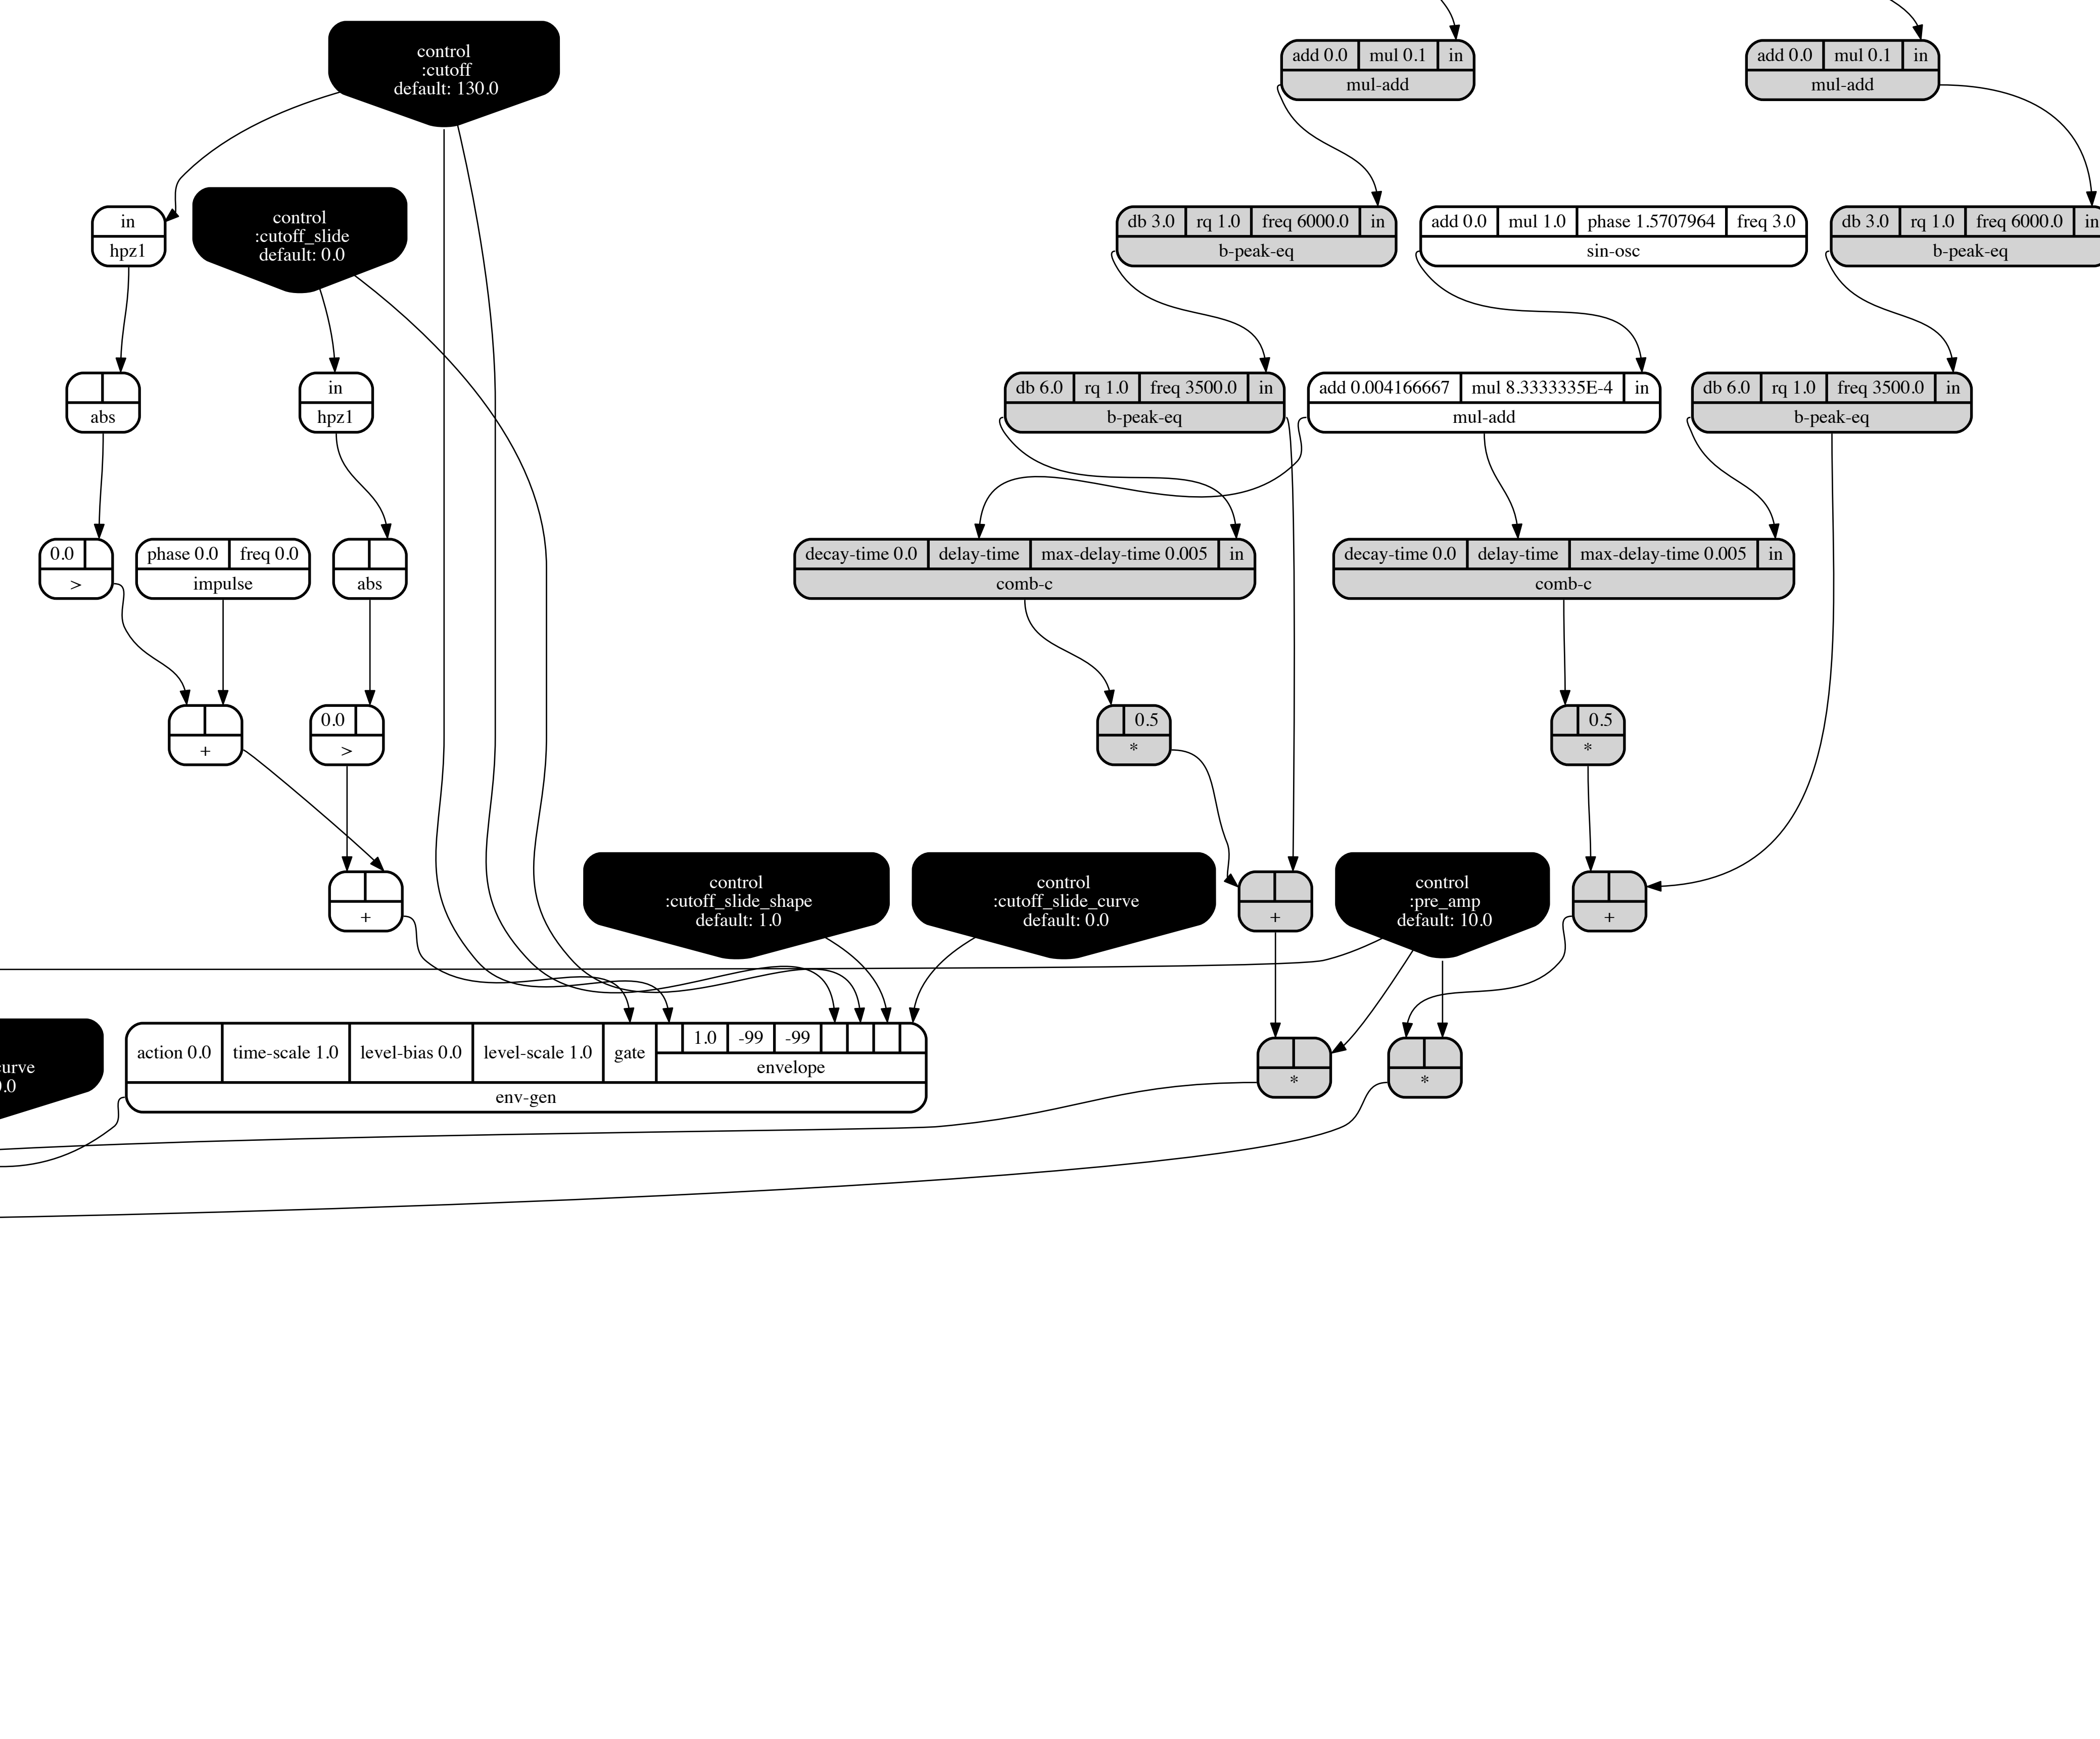 add 0.0 mul 0.1 in
mul-add
add 0.0 mul 0.1 in
mul-add
control
:cutoff
default: 130.0
in
hpz1
control
:cutoff_slide
default: 0.0
db 3.0 rq 1.0 freq 6000.0 in
b-peak-eq
add 0.0 mul 1.0 phase 1.5707964 freq 3.0
sin-osc
db 3.0 rq 1.0 freq 6000.0 in
b-peak-eq
abs
in
hpz1
db 6.0 rq 1.0 freq 3500.0 in
b-peak-eq
add 0.004166667 mul 8.3333335E-4 in
mul-add
db 6.0 rq 1.0 freq 3500.0 in
b-peak-eq
0.0
>
phase 0.0 freq 0.0
impulse
abs
decay-time 0.0 delay-time max-delay-time 0.005 in
comb-c
decay-time 0.0 delay-time max-delay-time 0.005 in
comb-c
+
0.0
>
0.5
*
0.5
*
+
control
:cutoff_slide_shape
default: 1.0
control
:cutoff_slide_curve
default: 0.0
+
control
:pre_amp
default: 10.0
+
action 0.0 time-scale 1.0 level-bias 0.0 level-scale 1.0 gate 1.0 -99 -99
envelope
env-gen
*
*